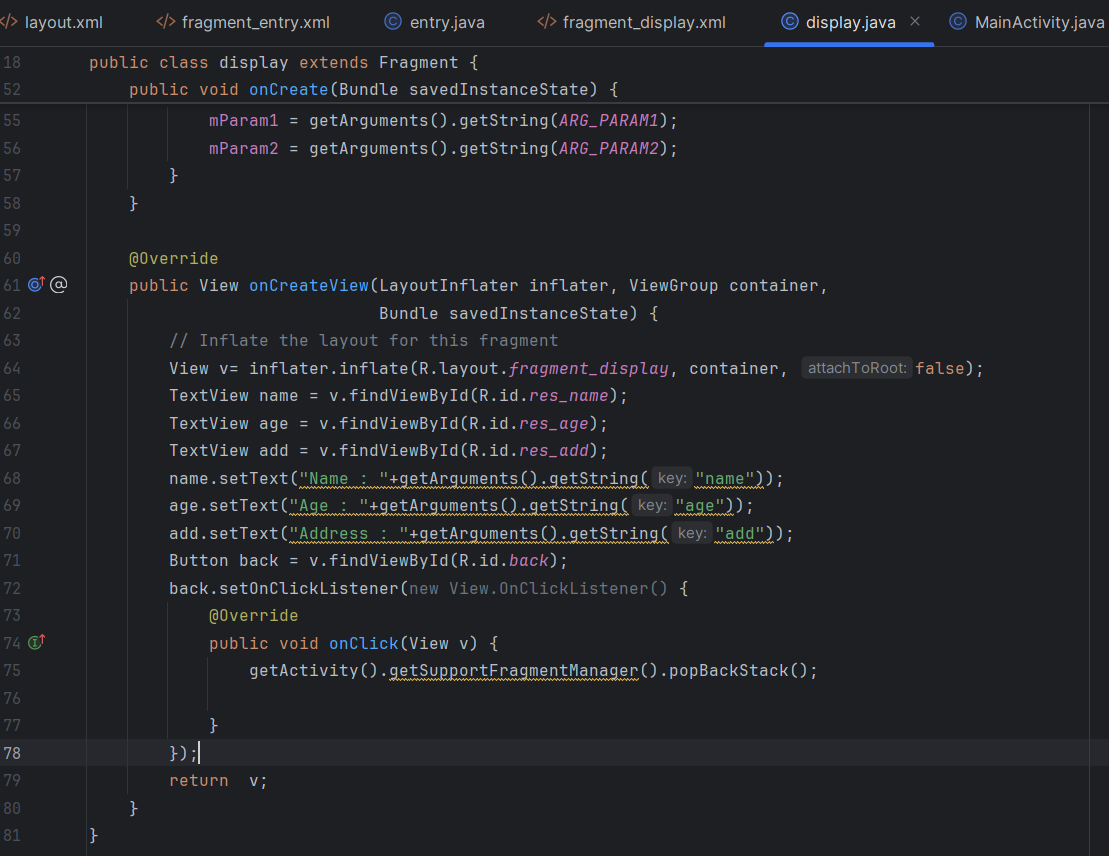 layout.xml fragment_entry.xml entry.java fragment_display.xml display.java MainActivity.java
18 public class display extends Fragment {
52 public void onCreate(Bundle savedInstanceState) {
55 mParam1 = getArguments().getString(ARG_PARAM1);
56 mParam2 = getArguments().getString(ARG_PARAM2);
57 }
58 }
59
60 @Override
61 public View onCreateView(LayoutInflater inflater, ViewGroup container,
62 Bundle savedInstanceState) {
63 // Inflate the layout for this fragment
64 View v= inflater.inflate(R.layout.fragment_display, container, attachToRoot: false);
65 TextView name = v.findViewById(R.id.res_name);
66 TextView age = v.findViewById(R.id.res_age);
67 TextView add = v.findViewById(R.id.res_add);
68 name.setText("Name : "+getArguments().getString( key: "name"));
69 age.setText("Age : "+getArguments().getString( key: "age"));
70 add.setText("Address : "+getArguments().getString( key: "add"));
71 Button back = v.findViewById(R.id.back);
72 back.setOnClickListener(new View.OnClickListener() {
73 @Override
74 public void onClick(View v) {
75 getActivity().getSupportFragmentManager().popBackStack();
76
77 }
78 });
79 return  v;
80 }
81 }